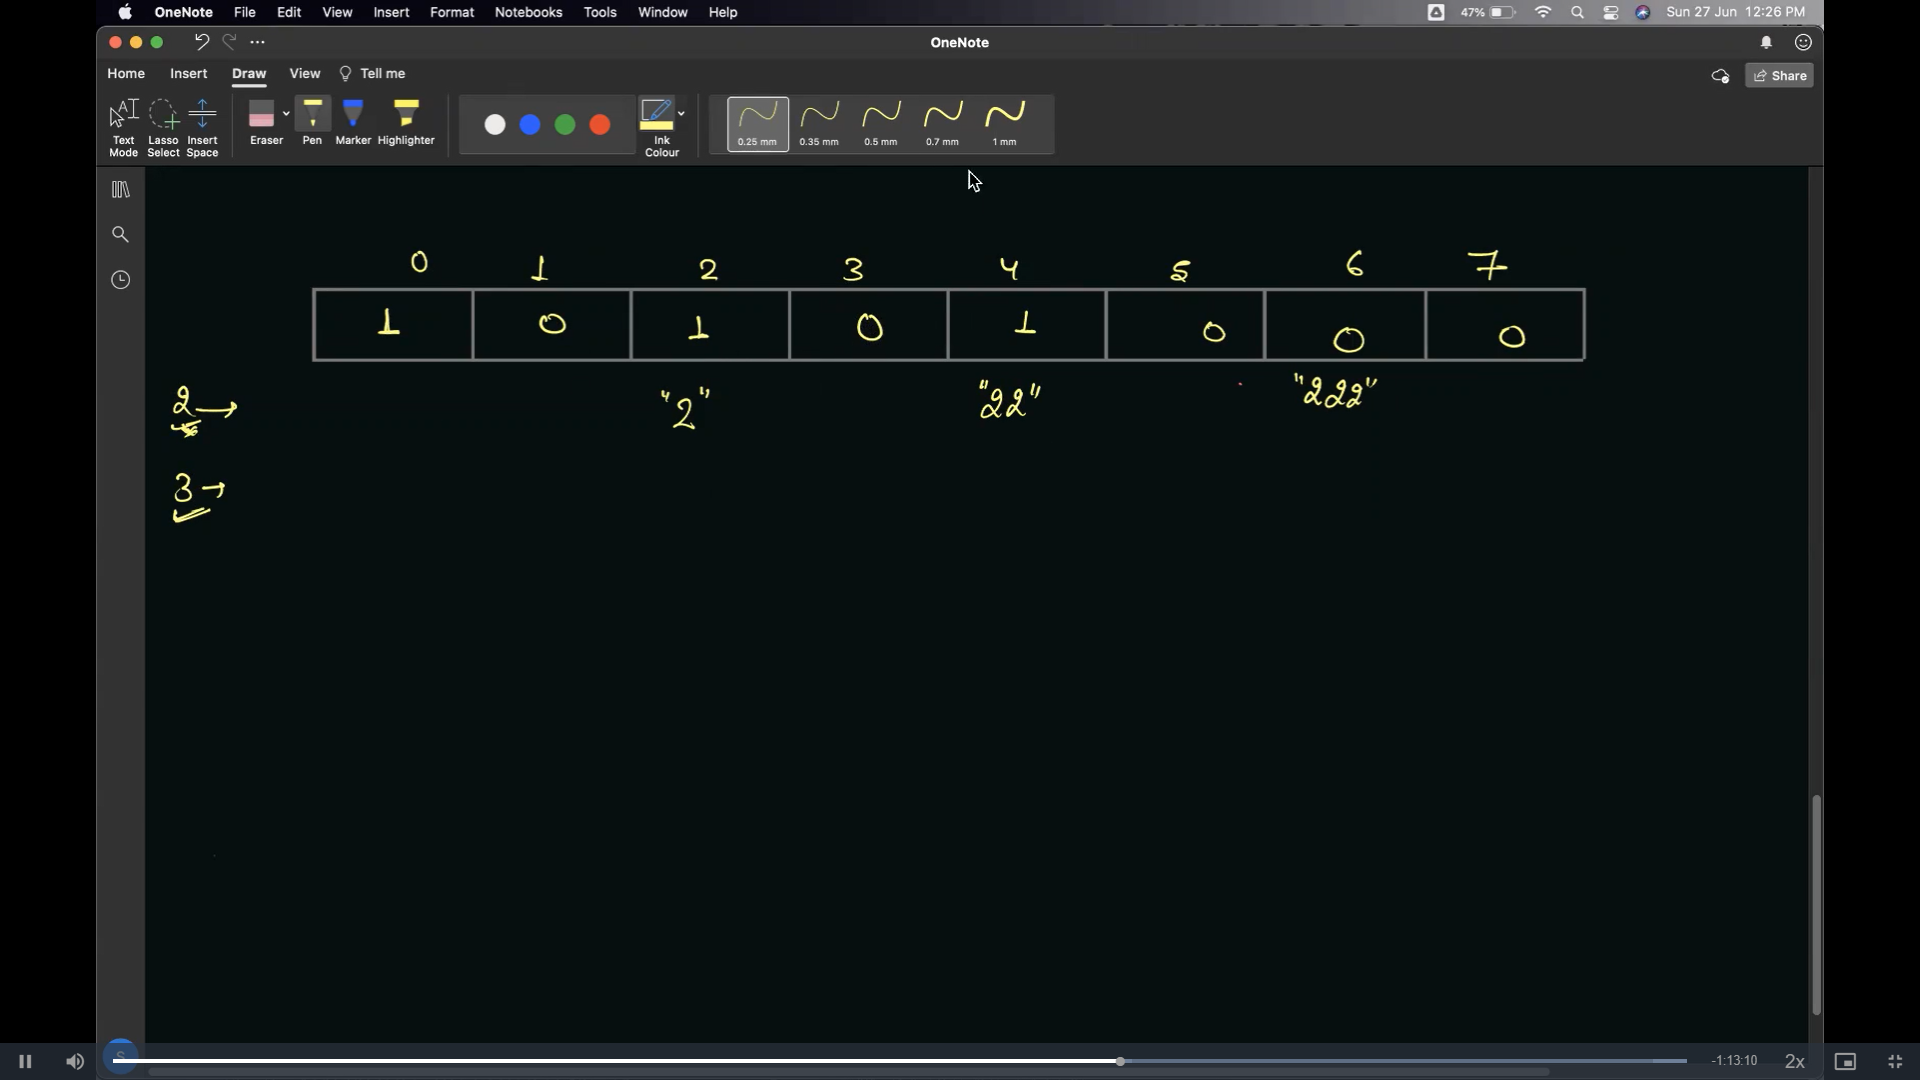 OneNote File Edit View Insert Format Notebooks Tools Window Help 47% Sun 27 Jun 12:26 PM
OneNote
Home Insert Draw View Tell me Share
Text Mode Lasso Select Insert Space Eraser Pen Marker Highlighter Ink Colour 0.25 mm 0.35 mm 0.5 mm 0.7 mm 1 mm
0 1 2 3 4 5 6 7
1 0 1 0 1 0 0 0
2 → "2" "22" "222"
3 →
S -1:13:10 2x